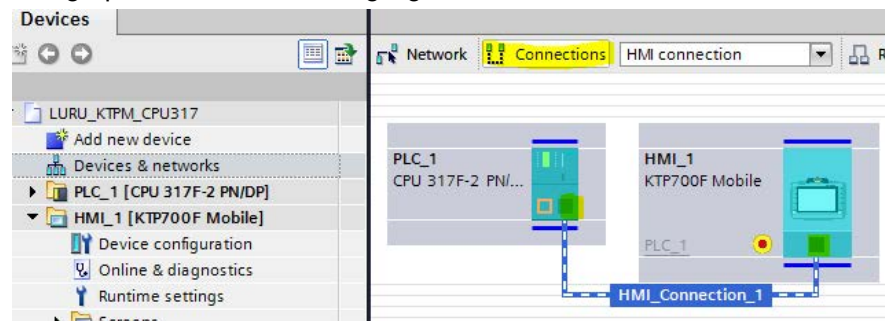 Devices
Network
Connections
HMI connection
LURU_KTPM_CPU317
Add new device
Devices & networks
PLC_1 [CPU 317F-2 PN/DP]
HMI_1 [KTP700F Mobile]
Device configuration
Online & diagnostics
Runtime settings
PLC_1
CPU 317F-2 PN/...
HMI_1
KTP700F Mobile
PLC_1
HMI_Connection_1